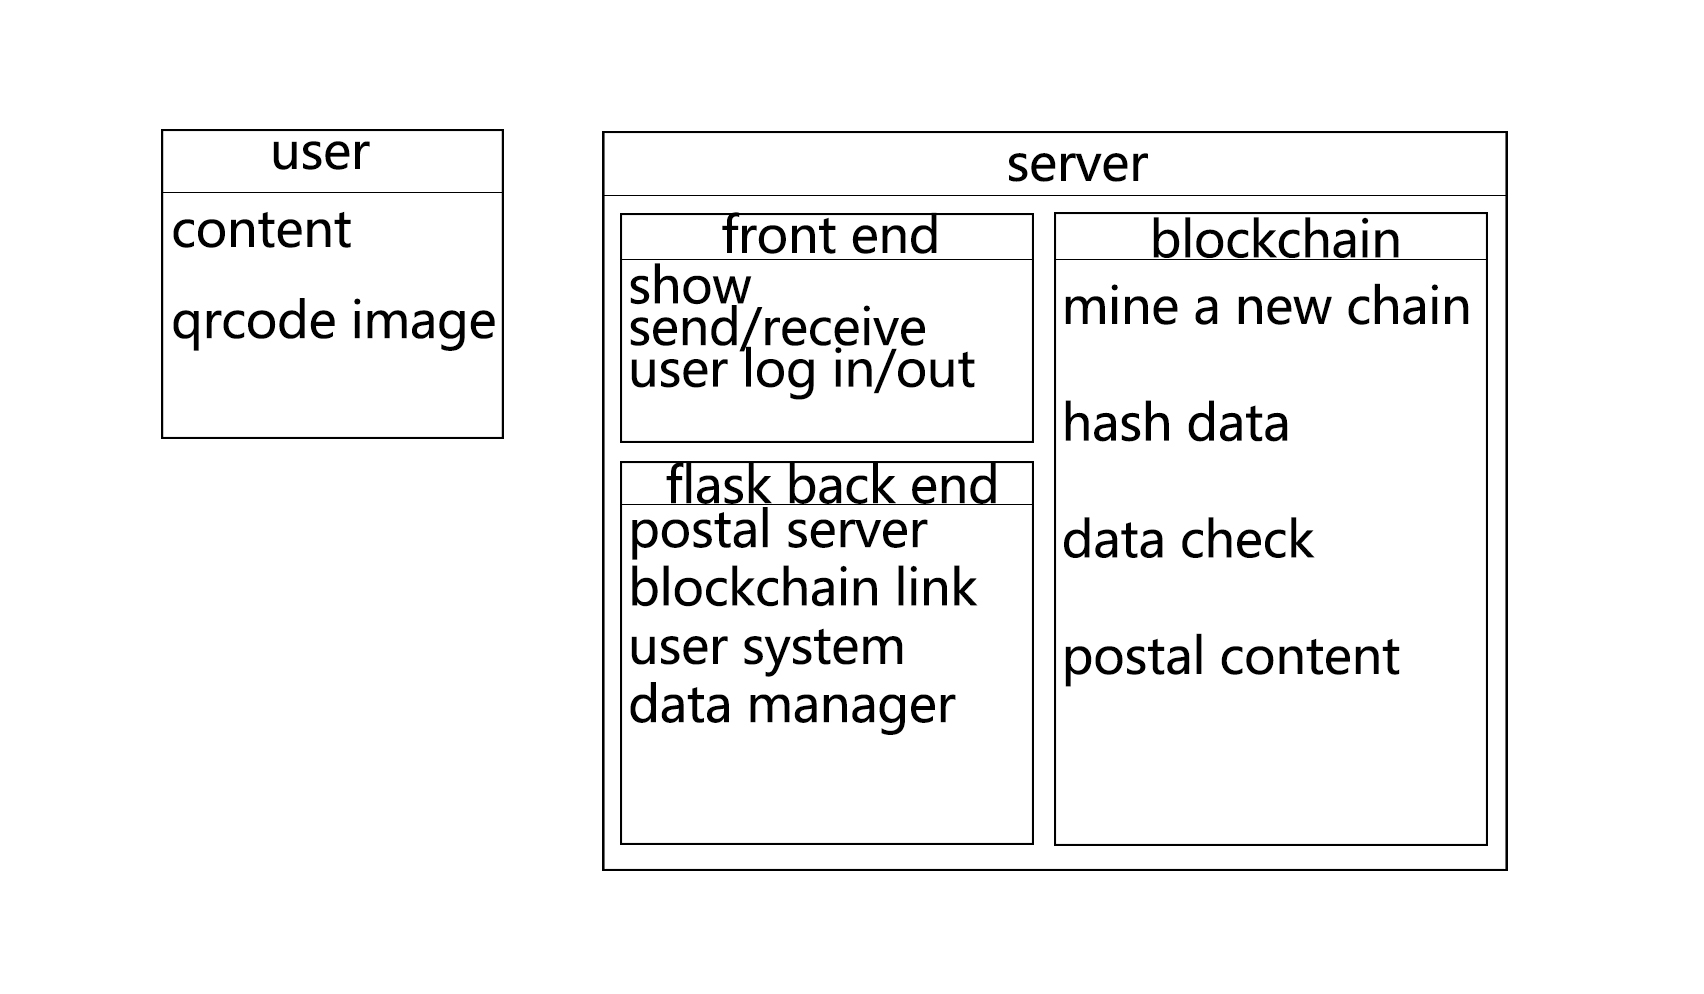 user
content
qrcode image
server
front end
show
send/receive
user log in/out
flask back end
postal server
blockchain link
user system
data manager
blockchain
mine a new chain
hash data
data check
postal content